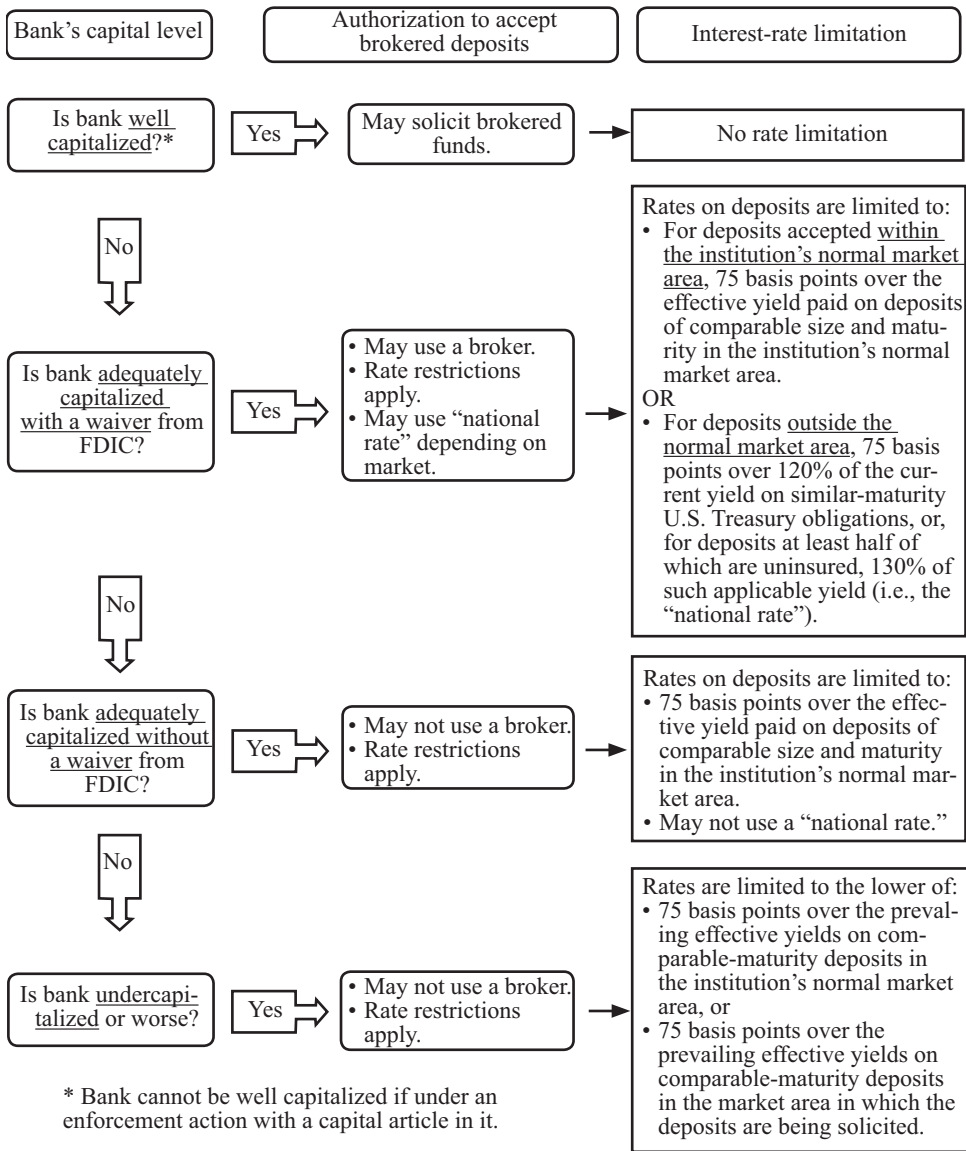 Bank's capital level
Authorization to accept
brokered deposits
Interest-rate limitation
Is bank well
capitalized?*
Yes
May solicit brokered
funds.
No rate limitation
No
Is bank adequately
capitalized
with a waiver from
FDIC?
Yes
• May use a broker.
• Rate restrictions
apply.
• May use “national
rate” depending on
market.
Rates on deposits are limited to:
• For deposits accepted within
the institution's normal market
area, 75 basis points over the
effective yield paid on deposits
of comparable size and matu-
rity in the institution's normal
market area.
OR
• For deposits outside the
normal market area, 75 basis
points over 120% of the cur-
rent yield on similar-maturity
U.S. Treasury obligations, or,
for deposits at least half of
which are uninsured, 130% of
such applicable yield (i.e., the
“national rate”).
No
Is bank adequately
capitalized without
a waiver from
FDIC?
Yes
• May not use a broker.
• Rate restrictions
apply.
Rates on deposits are limited to:
• 75 basis points over the effec-
tive yield paid on deposits of
comparable size and maturity
in the institution's normal mar-
ket area.
• May not use a “national rate.”
No
Is bank undercapi-
talized or worse?
Yes
• May not use a broker.
• Rate restrictions
apply.
Rates are limited to the lower of:
• 75 basis points over the preval-
ing effective yields on com-
parable-maturity deposits in
the institution's normal market
area, or
• 75 basis points over the
prevailing effective yields on
comparable-maturity deposits
in the market area in which the
deposits are being solicited.
* Bank cannot be well capitalized if under an
enforcement action with a capital article in it.